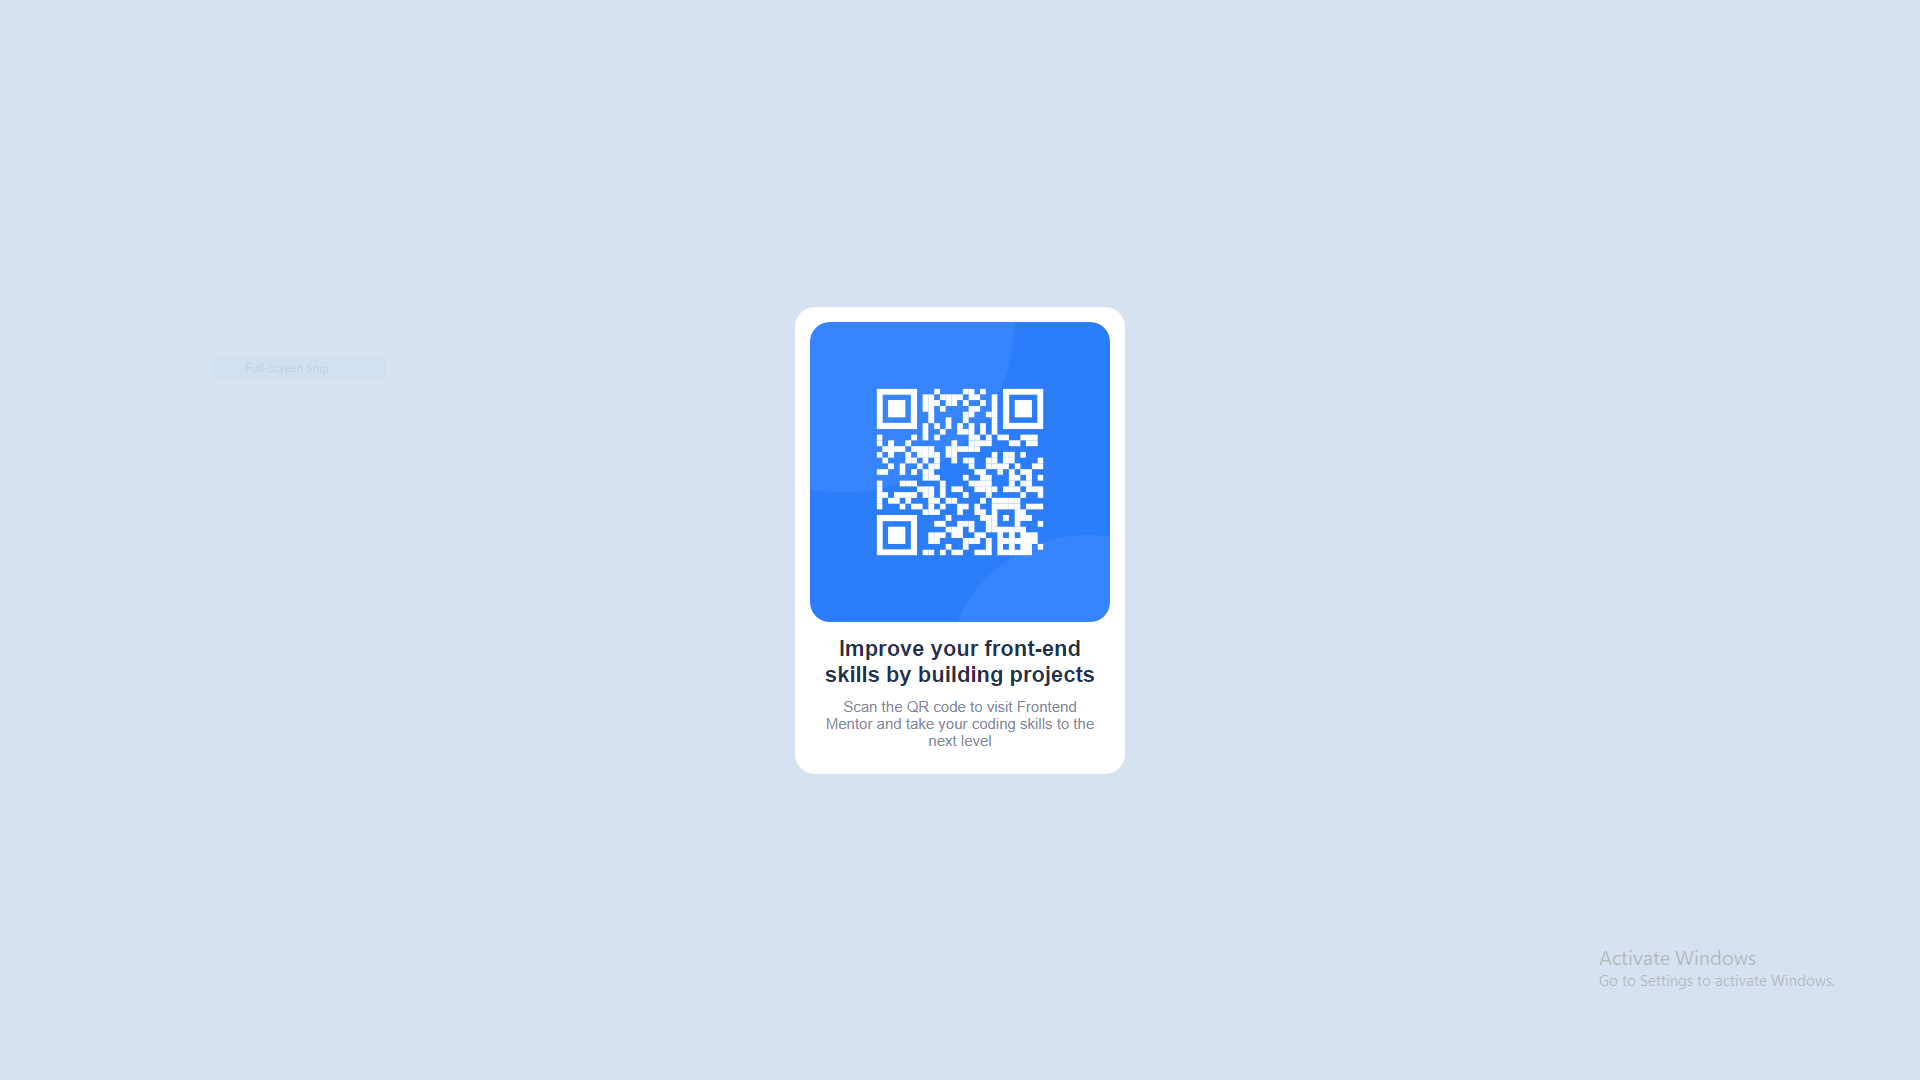 Full-screen Snip
Improve your front-end
skills by building projects
Scan the QR code to visit Frontend
Mentor and take your coding skills to the
next level
Activate Windows
Go to Settings to activate Windows.